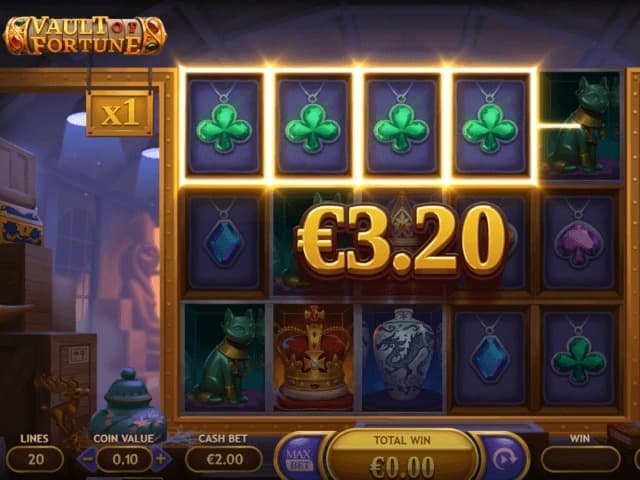 VAULT OF
FORTUNE
x1
€3.20
LINES
20
COIN VALUE
0.10
CASH BET
€2.00
MAX
BET
TOTAL WIN
€0.00
WIN